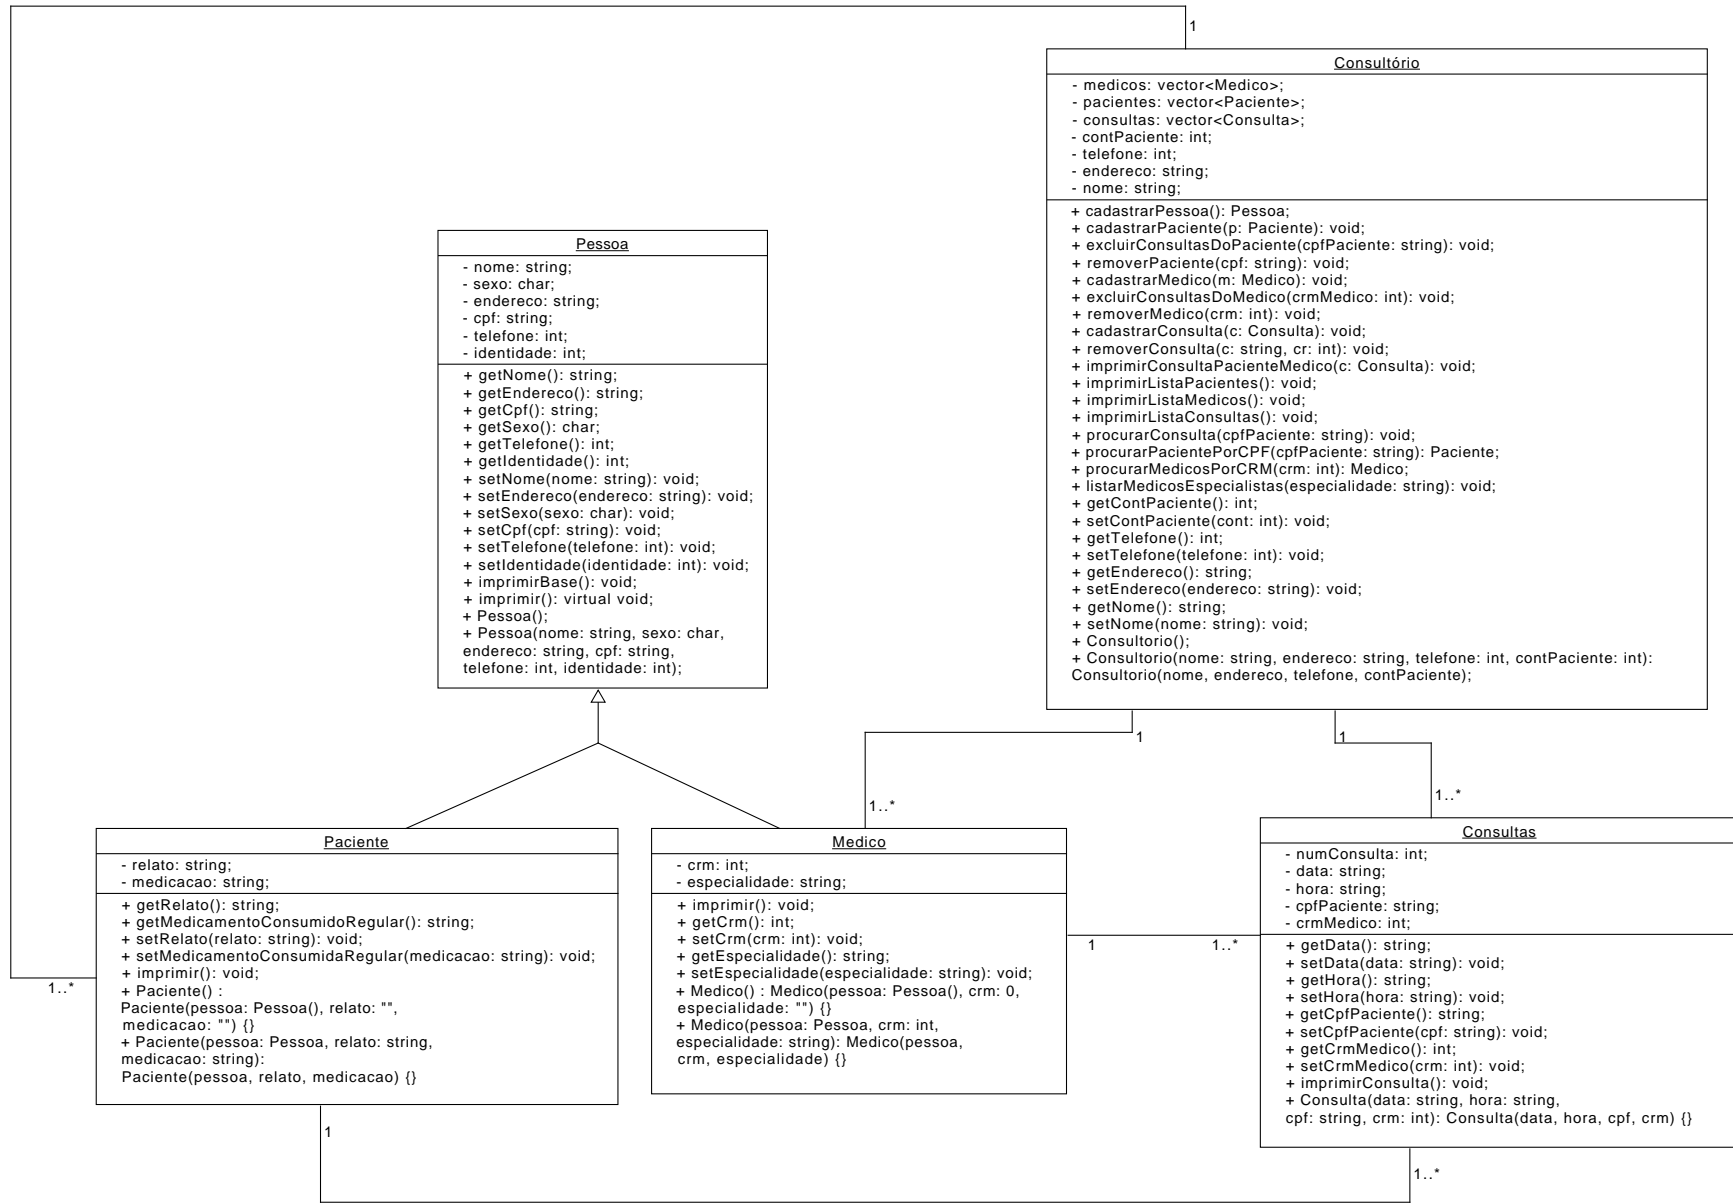 1
Consultório
- medicos: vector<Medico>;
- pacientes: vector<Paciente>;
- consultas: vector<Consulta>;
- contPaciente: int;
- telefone: int;
- endereco: string;
- nome: string;
+ cadastrarPessoa(): Pessoa;
+ cadastrarPaciente(p: Paciente): void;
+ excluirConsultasDoPaciente(cpfPaciente: string): void;
+ removerPaciente(cpf: string): void;
+ cadastrarMedico(m: Medico): void;
+ excluirConsultasDoMedico(crmMedico: int): void;
+ removerMedico(crm: int): void;
+ cadastrarConsulta(c: Consulta): void;
+ removerConsulta(c: string, cr: int): void;
+ imprimirConsultaPacienteMedico(c: Consulta): void;
+ imprimirListaPacientes(): void;
+ imprimirListaMedicos(): void;
+ imprimirListaConsultas(): void;
+ procurarConsulta(cpfPaciente: string): void;
+ procurarPacientePorCPF(cpfPaciente: string): Paciente;
+ procurarMedicosPorCRM(crm: int): Medico;
+ listarMedicosEspecialistas(especialidade: string): void;
+ getContPaciente(): int;
+ setContPaciente(cont: int): void;
+ getTelefone(): int;
+ setTelefone(telefone: int): void;
+ getEndereco(): string;
+ setEndereco(endereco: string): void;
+ getNome(): string;
+ setNome(nome: string): void;
+ Consultorio();
+ Consultorio(nome: string, endereco: string, telefone: int, contPaciente: int):
Consultorio(nome, endereco, telefone, contPaciente);
Pessoa
- nome: string;
- sexo: char;
- endereco: string;
- cpf: string;
- telefone: int;
- identidade: int;
+ getNome(): string;
+ getEndereco(): string;
+ getCpf(): string;
+ getSexo(): char;
+ getTelefone(): int;
+ getIdentidade(): int;
+ setNome(nome: string): void;
+ setEndereco(endereco: string): void;
+ setSexo(sexo: char): void;
+ setCpf(cpf: string): void;
+ setTelefone(telefone: int): void;
+ setIdentidade(identidade: int): void;
+ imprimirBase(): void;
+ imprimir(): virtual void;
+ Pessoa();
+ Pessoa(nome: string, sexo: char,
endereco: string, cpf: string,
telefone: int, identidade: int);
1
1
1..*
1..*
Paciente
- relato: string;
- medicacao: string;
+ getRelato(): string;
+ getMedicamentoConsumidoRegular(): string;
+ setRelato(relato: string): void;
+ setMedicamentoConsumidaRegular(medicacao: string): void;
+ imprimir(): void;
+ Paciente() :
Paciente(pessoa: Pessoa(), relato: "",
medicacao: "") {}
+ Paciente(pessoa: Pessoa, relato: string,
medicacao: string):
Paciente(pessoa, relato, medicacao) {}
1..*
Medico
- crm: int;
- especialidade: string;
+ imprimir(): void;
+ getCrm(): int;
+ setCrm(crm: int): void;
+ getEspecialidade(): string;
+ setEspecialidade(especialidade: string): void;
+ Medico() : Medico(pessoa: Pessoa(), crm: 0,
especialidade: "") {}
+ Medico(pessoa: Pessoa, crm: int,
especialidade: string): Medico(pessoa,
crm, especialidade) {}
1
1..*
Consultas
- numConsulta: int;
- data: string;
- hora: string;
- cpfPaciente: string;
- crmMedico: int;
+ getData(): string;
+ setData(data: string): void;
+ getHora(): string;
+ setHora(hora: string): void;
+ getCpfPaciente(): string;
+ setCpfPaciente(cpf: string): void;
+ getCrmMedico(): int;
+ setCrmMedico(crm: int): void;
+ imprimirConsulta(): void;
+ Consulta(data: string, hora: string,
cpf: string, crm: int): Consulta(data, hora, cpf, crm) {}
1
1..*